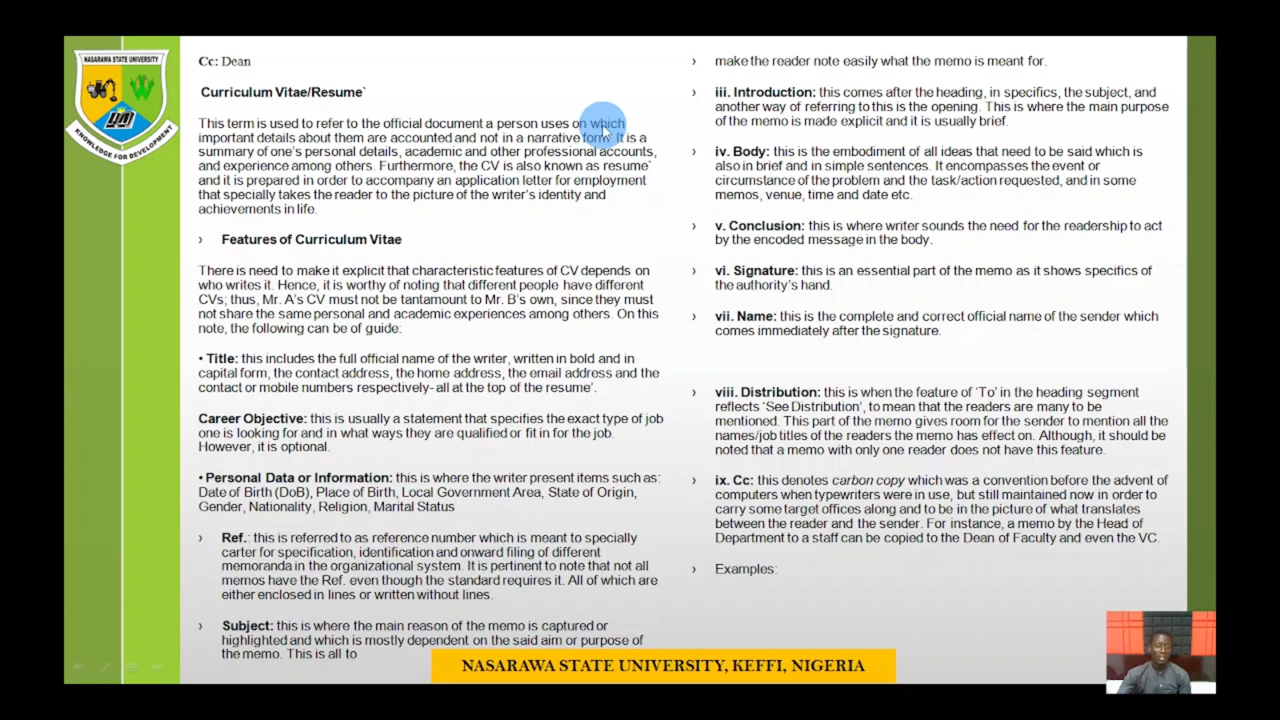 NASARAWA STATE UNIVERSITY
KNOWLEDGE FOR DEVELOPMENT
Cc: Dean
Curriculum Vitae/Resume`
This term is used to refer to the official document a person uses on which
important details about them are accounted and not in a narrative form. It is a
summary of one's personal details, academic and other professional accounts,
and experience among others. Furthermore, the CV is also known as resume`
and it is prepared in order to accompany an application letter for employment
that specially takes the reader to the picture of the writer's identity and
achievements in life.
› Features of Curriculum Vitae
There is need to make it explicit that characteristic features of CV depends on
who writes it. Hence, it is worthy of noting that different people have different
CVs; thus, Mr. A's CV must not be tantamount to Mr. B's own, since they must
not share the same personal and academic experiences among others. On this
note, the following can be of guide:
• Title: this includes the full official name of the writer, written in bold and in
capital form, the contact address, the home address, the email address and the
contact or mobile numbers respectively- all at the top of the resume'.
Career Objective: this is usually a statement that specifies the exact type of job
one is looking for and in what ways they are qualified or fit in for the job.
However, it is optional.
• Personal Data or Information: this is where the writer present items such as:
Date of Birth (DoB), Place of Birth, Local Government Area, State of Origin,
Gender, Nationality, Religion, Marital Status
› Ref.: this is referred to as reference number which is meant to specially
carter for specification, identification and onward filing of different
memoranda in the organizational system. It is pertinent to note that not all
memos have the Ref. even though the standard requires it. All of which are
either enclosed in lines or written without lines.
› Subject: this is where the main reason of the memo is captured or
highlighted and which is mostly dependent on the said aim or purpose of
the memo. This is all to
› make the reader note easily what the memo is meant for.
› iii. Introduction: this comes after the heading, in specifics, the subject, and
another way of referring to this is the opening. This is where the main purpose
of the memo is made explicit and it is usually brief.
› iv. Body: this is the embodiment of all ideas that need to be said which is
also in brief and in simple sentences. It encompasses the event or
circumstance of the problem and the task/action requested, and in some
memos, venue, time and date etc.
› v. Conclusion: this is where writer sounds the need for the readership to act
by the encoded message in the body.
› vi. Signature: this is an essential part of the memo as it shows specifics of
the authority's hand.
› vii. Name: this is the complete and correct official name of the sender which
comes immediately after the signature.
› viii. Distribution: this is when the feature of 'To' in the heading segment
reflects 'See Distribution', to mean that the readers are many to be
mentioned. This part of the memo gives room for the sender to mention all the
names/job titles of the readers the memo has effect on. Although, it should be
noted that a memo with only one reader does not have this feature.
› ix. Cc: this denotes carbon copy which was a convention before the advent of
computers when typewriters were in use, but still maintained now in order to
carry some target offices along and to be in the picture of what translates
between the reader and the sender. For instance, a memo by the Head of
Department to a staff can be copied to the Dean of Faculty and even the VC.
› Examples:
NASARAWA STATE UNIVERSITY, KEFFI, NIGERIA